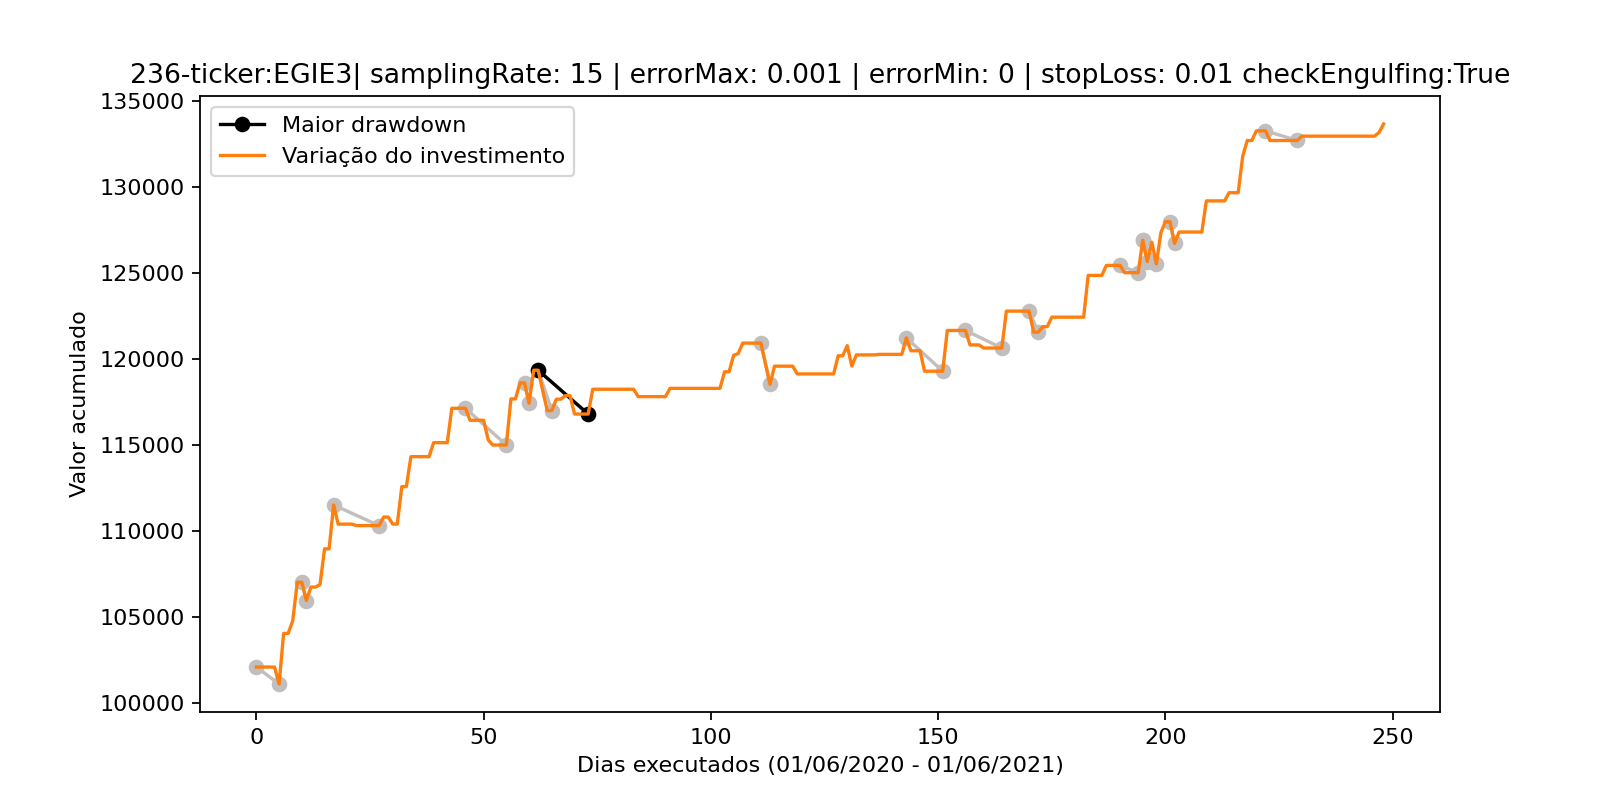 236-ticker:EGIE3| samplingRate: 15 | errorMax: 0.001 | errorMin: 0 | stopLoss: 0.01 checkEngulfing:True
Maior drawdown
Variação do investimento
Valor acumulado
135000
130000
125000
120000
115000
110000
105000
100000
0 50 100 150 200 250
Dias executados (01/06/2020 - 01/06/2021)